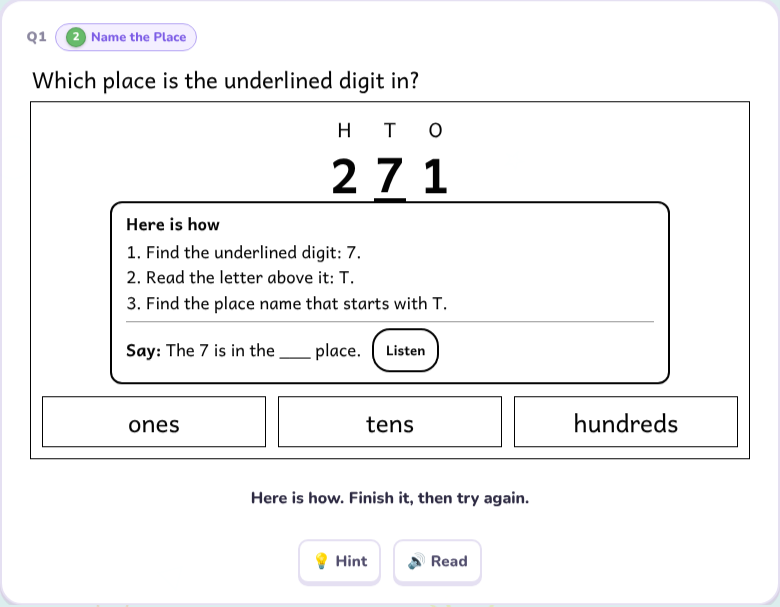 Q1 2 Name the Place
Which place is the underlined digit in?
H T O
2 7 1
Here is how
1. Find the underlined digit: 7.
2. Read the letter above it: T.
3. Find the place name that starts with T.
Say: The 7 is in the ___ place. Listen
ones tens hundreds
Here is how. Finish it, then try again.
💡 Hint 🔊 Read